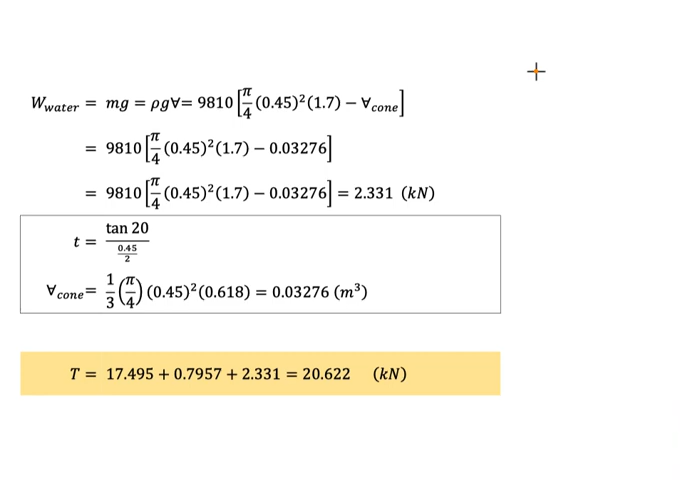 W_water = mg = ρg∀= 9810 [π/4 (0.45)²(1.7) − ∀_cone]
= 9810 [π/4 (0.45)²(1.7) − 0.03276]
= 9810 [π/4 (0.45)²(1.7) − 0.03276] = 2.331 (kN)
t = tan 20 / (0.45/2)
∀_cone = 1/3 (π/4) (0.45)²(0.618) = 0.03276 (m³)
T = 17.495 + 0.7957 + 2.331 = 20.622 (kN)